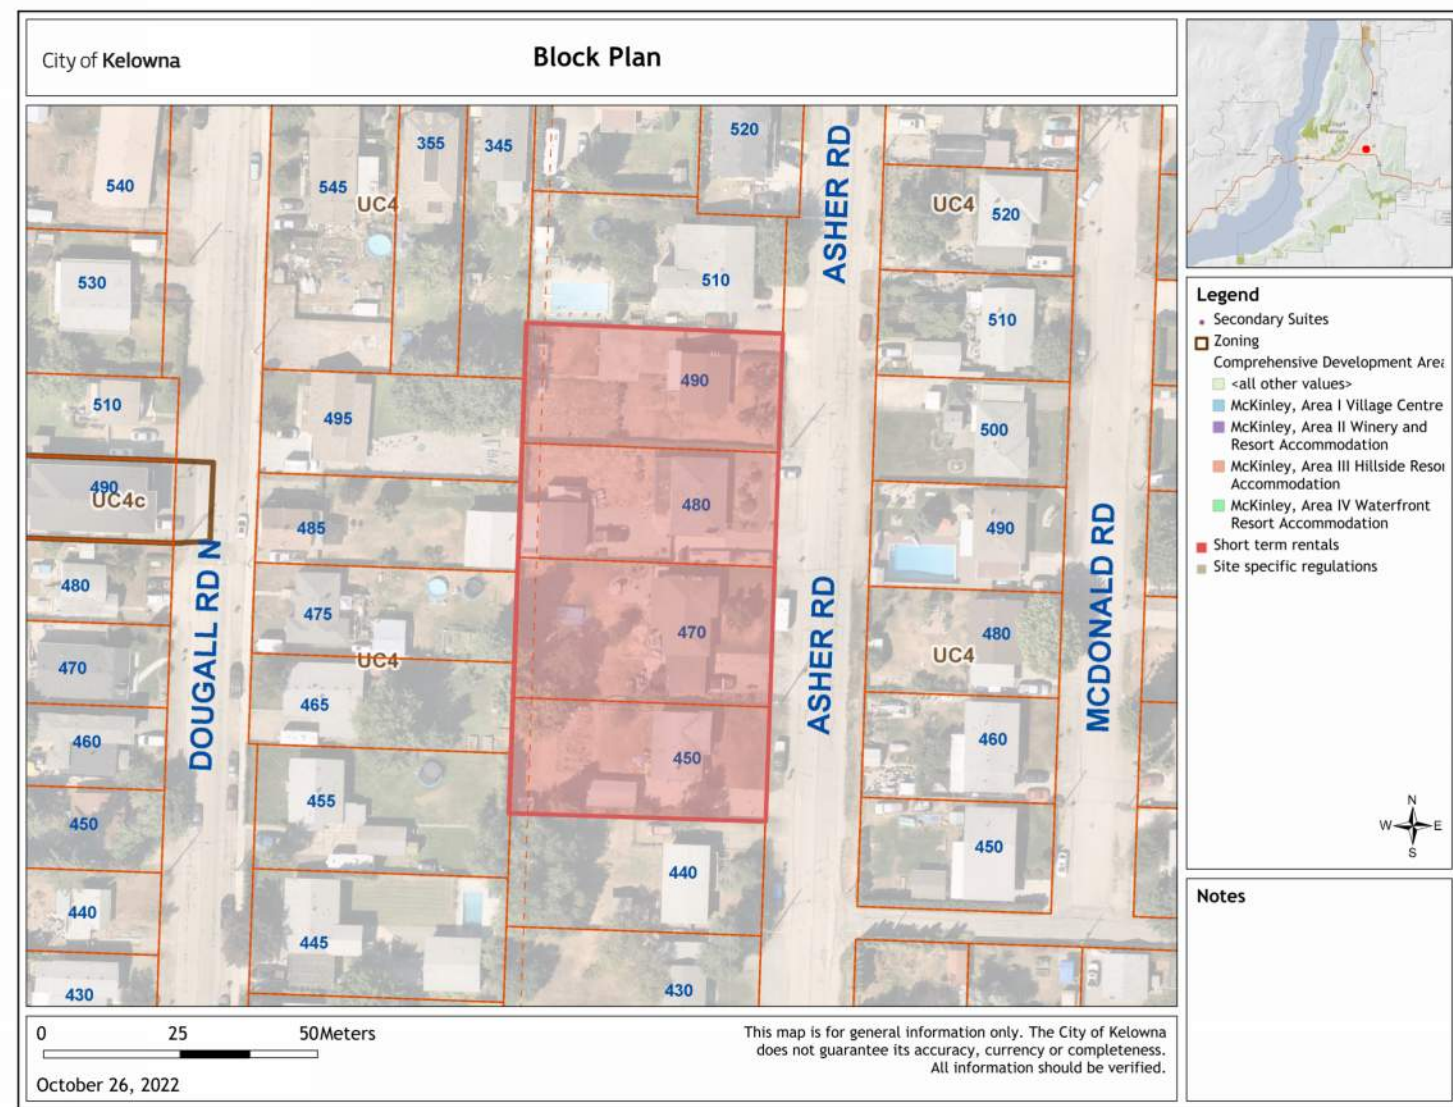 City of Kelowna
Block Plan
540
545
355
345
520
ASHER RD
UC4
UC4
520
530
510
510
510
495
490
500
490
UC4c
485
480
490
DOUGALL RD N
480
475
470
ASHER RD
480
MCDONALD RD
470
UC4
UC4
465
460
450
460
455
450
450
440
440
445
430
430
Legend
Secondary Suites
Zoning
Comprehensive Development Area
<all other values>
McKinley, Area I Village Centre
McKinley, Area II Winery and
Resort Accommodation
McKinley, Area III Hillside Resor
Accommodation
McKinley, Area IV Waterfront
Resort Accommodation
Short term rentals
Site specific regulations
N
W E
S
Notes
0 25 50Meters
October 26, 2022
This map is for general information only. The City of Kelowna
does not guarantee its accuracy, currency or completeness.
All information should be verified.